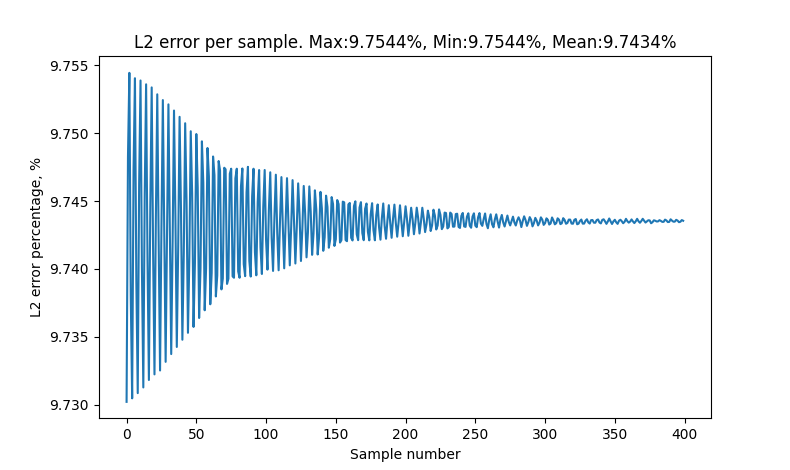 L2 error per sample. Max:9.7544%, Min:9.7544%, Mean:9.7434%
9.755
9.750
9.745
9.740
9.735
9.730
L2 error percentage, %
0 50 100 150 200 250 300 350 400
Sample number